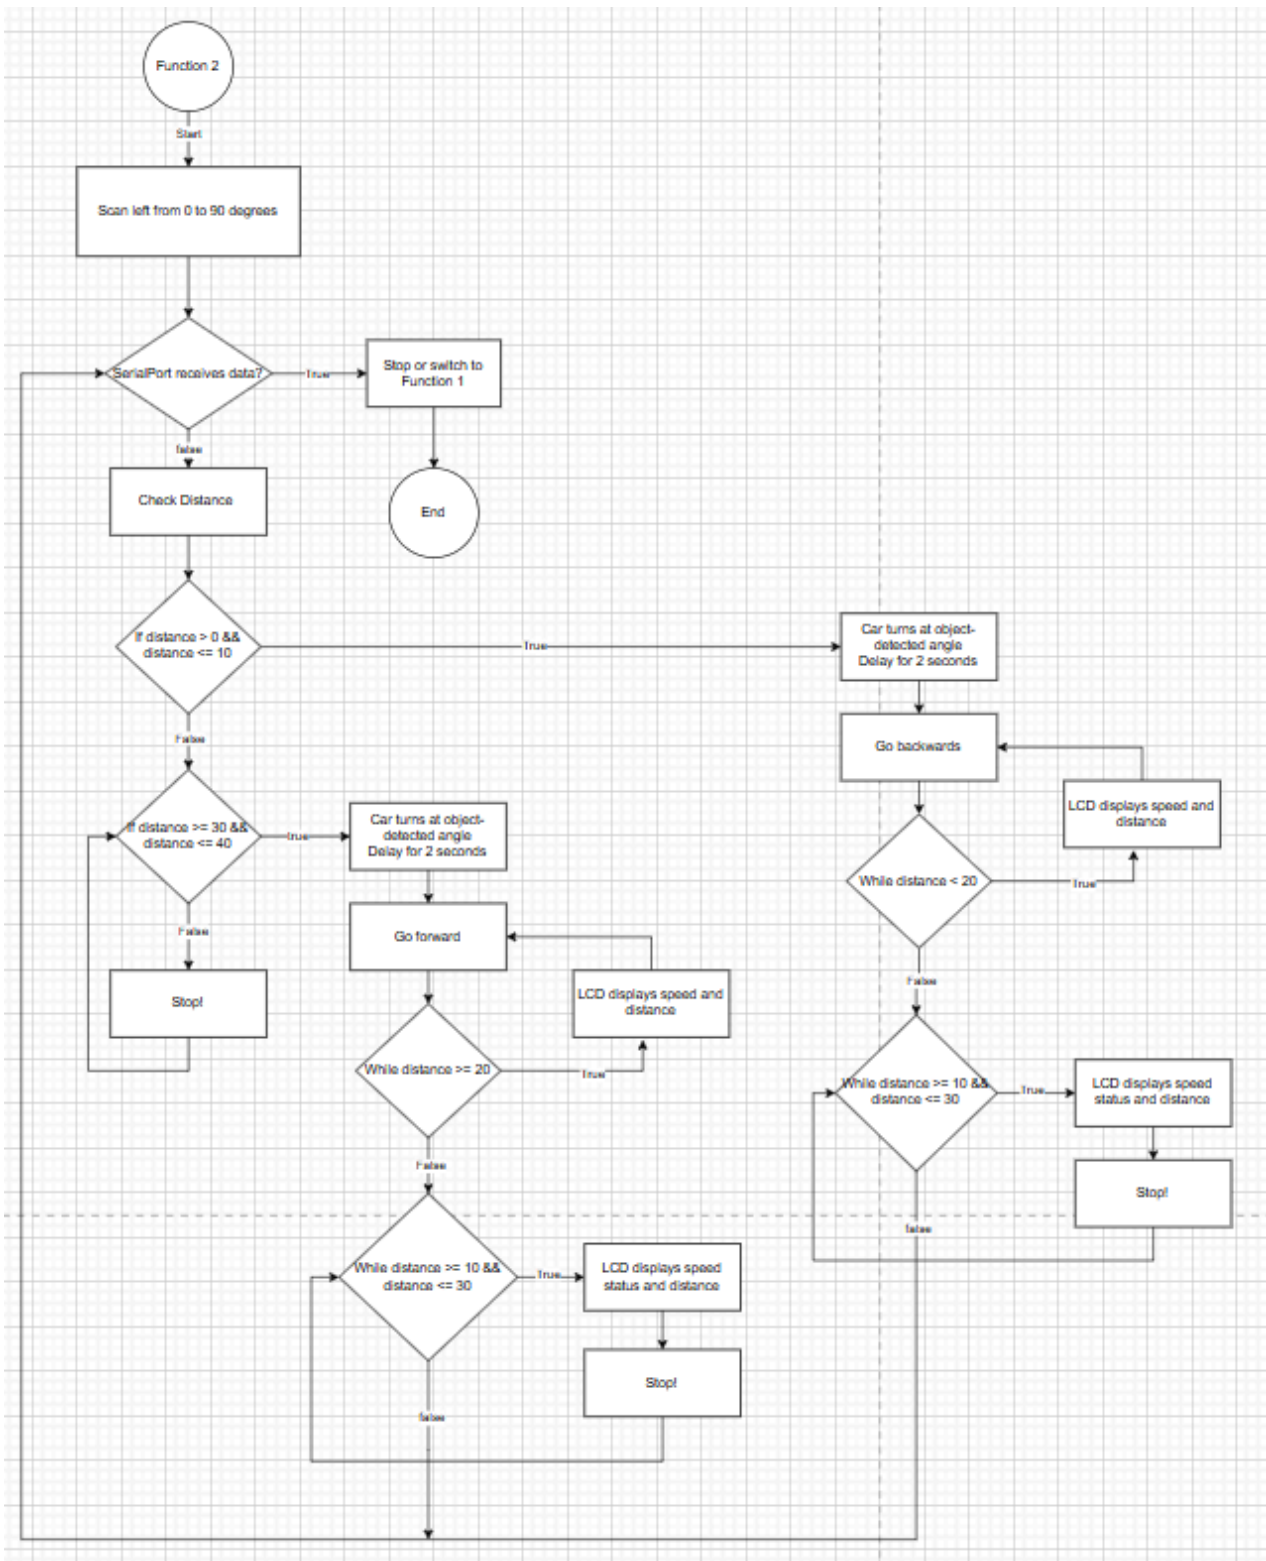 Function 2
Start
Scan left from 0 to 90 degrees
SerialPort receives data?
True
Stop or switch to
Function 1
false
Check Distance
End
If distance > 0 &&
distance <= 10
True
Car turns at object-
detected angle
Delay for 2 seconds
False
Go backwards
If distance >= 30 &&
distance <= 40
True
Car turns at object-
detected angle
Delay for 2 seconds
LCD displays speed and
distance
While distance < 20
True
False
Go forward
False
Stop!
LCD displays speed and
distance
While distance >= 20
True
While distance >= 10 &&
distance <= 30
True
LCD displays speed
status and distance
False
Stop!
false
While distance >= 10 &&
distance <= 30
True
LCD displays speed
status and distance
Stop!
false